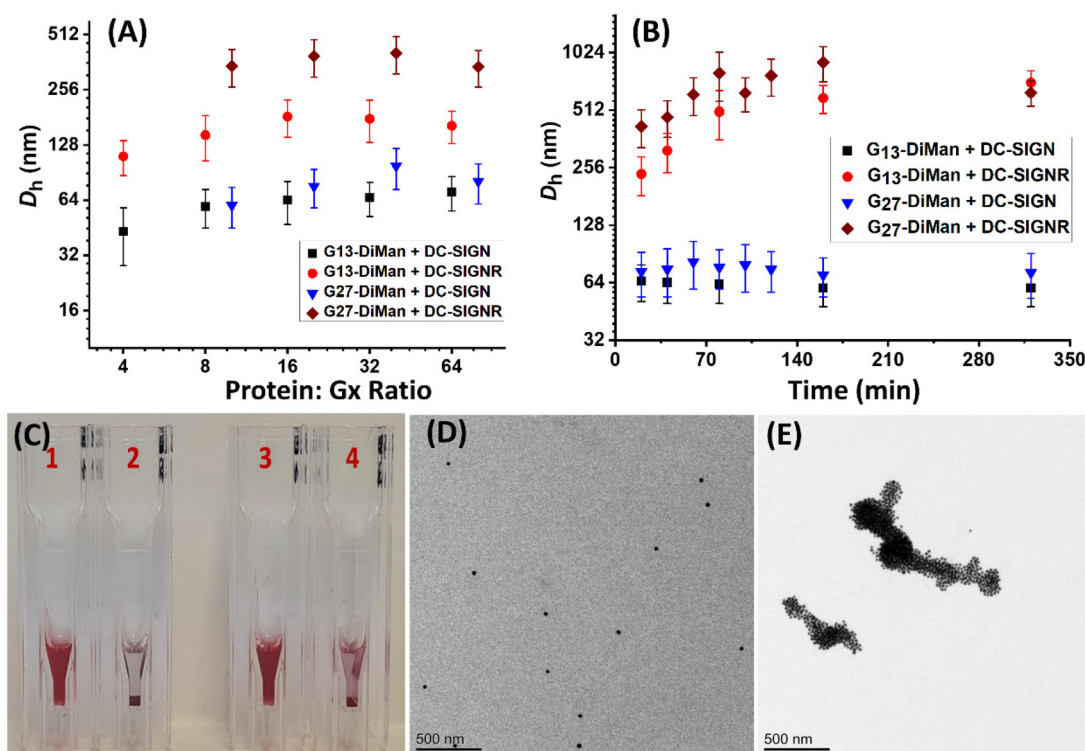 (A)
512
256
128
64
32
16
Dh (nm)
4 8 16 32 64
Protein: Gx Ratio
G13-DiMan + DC-SIGN
G13-DiMan + DC-SIGNR
G27-DiMan + DC-SIGN
G27-DiMan + DC-SIGNR
(B)
1024
512
256
128
64
32
Dh (nm)
0 70 140 210 280 350
Time (min)
G13-DiMan + DC-SIGN
G13-DiMan + DC-SIGNR
G27-DiMan + DC-SIGN
G27-DiMan + DC-SIGNR
(C)
1 2 3 4
(D)
500 nm
(E)
500 nm